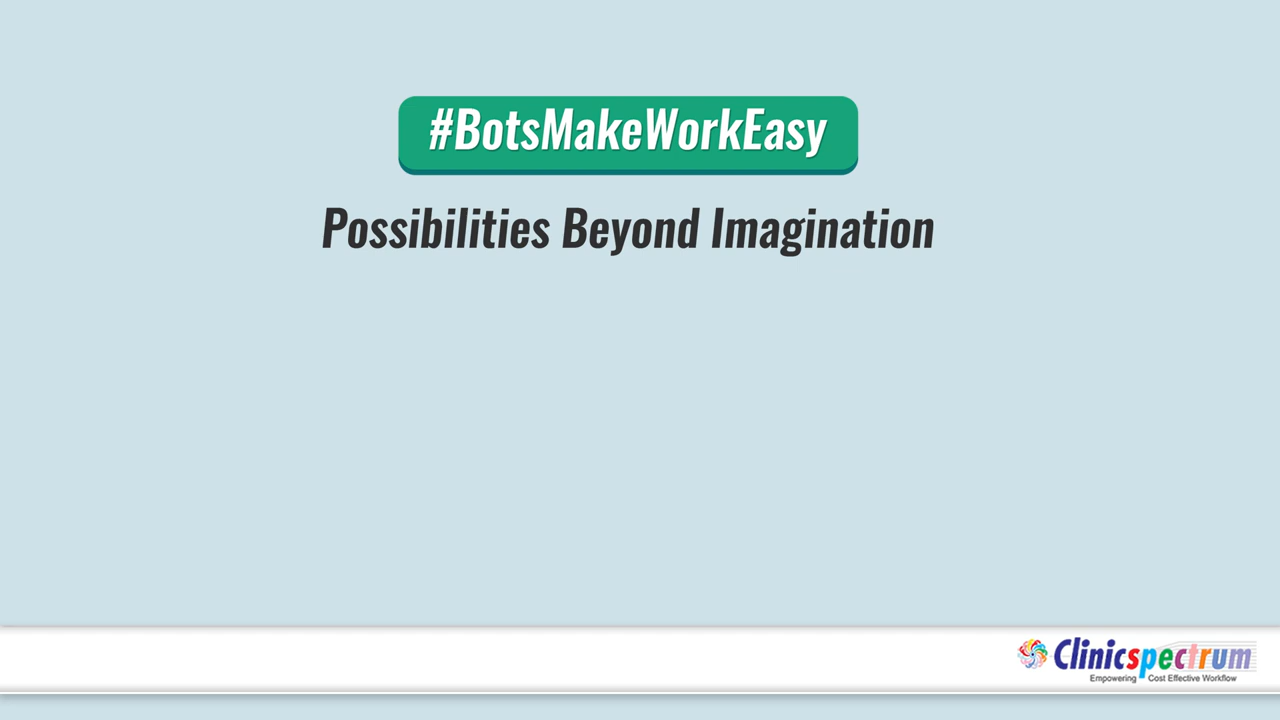 #BotsMakeWorkEasy
Possibilities Beyond Imagination
Clinicspectrum
Empowering Cost Effective Workflow